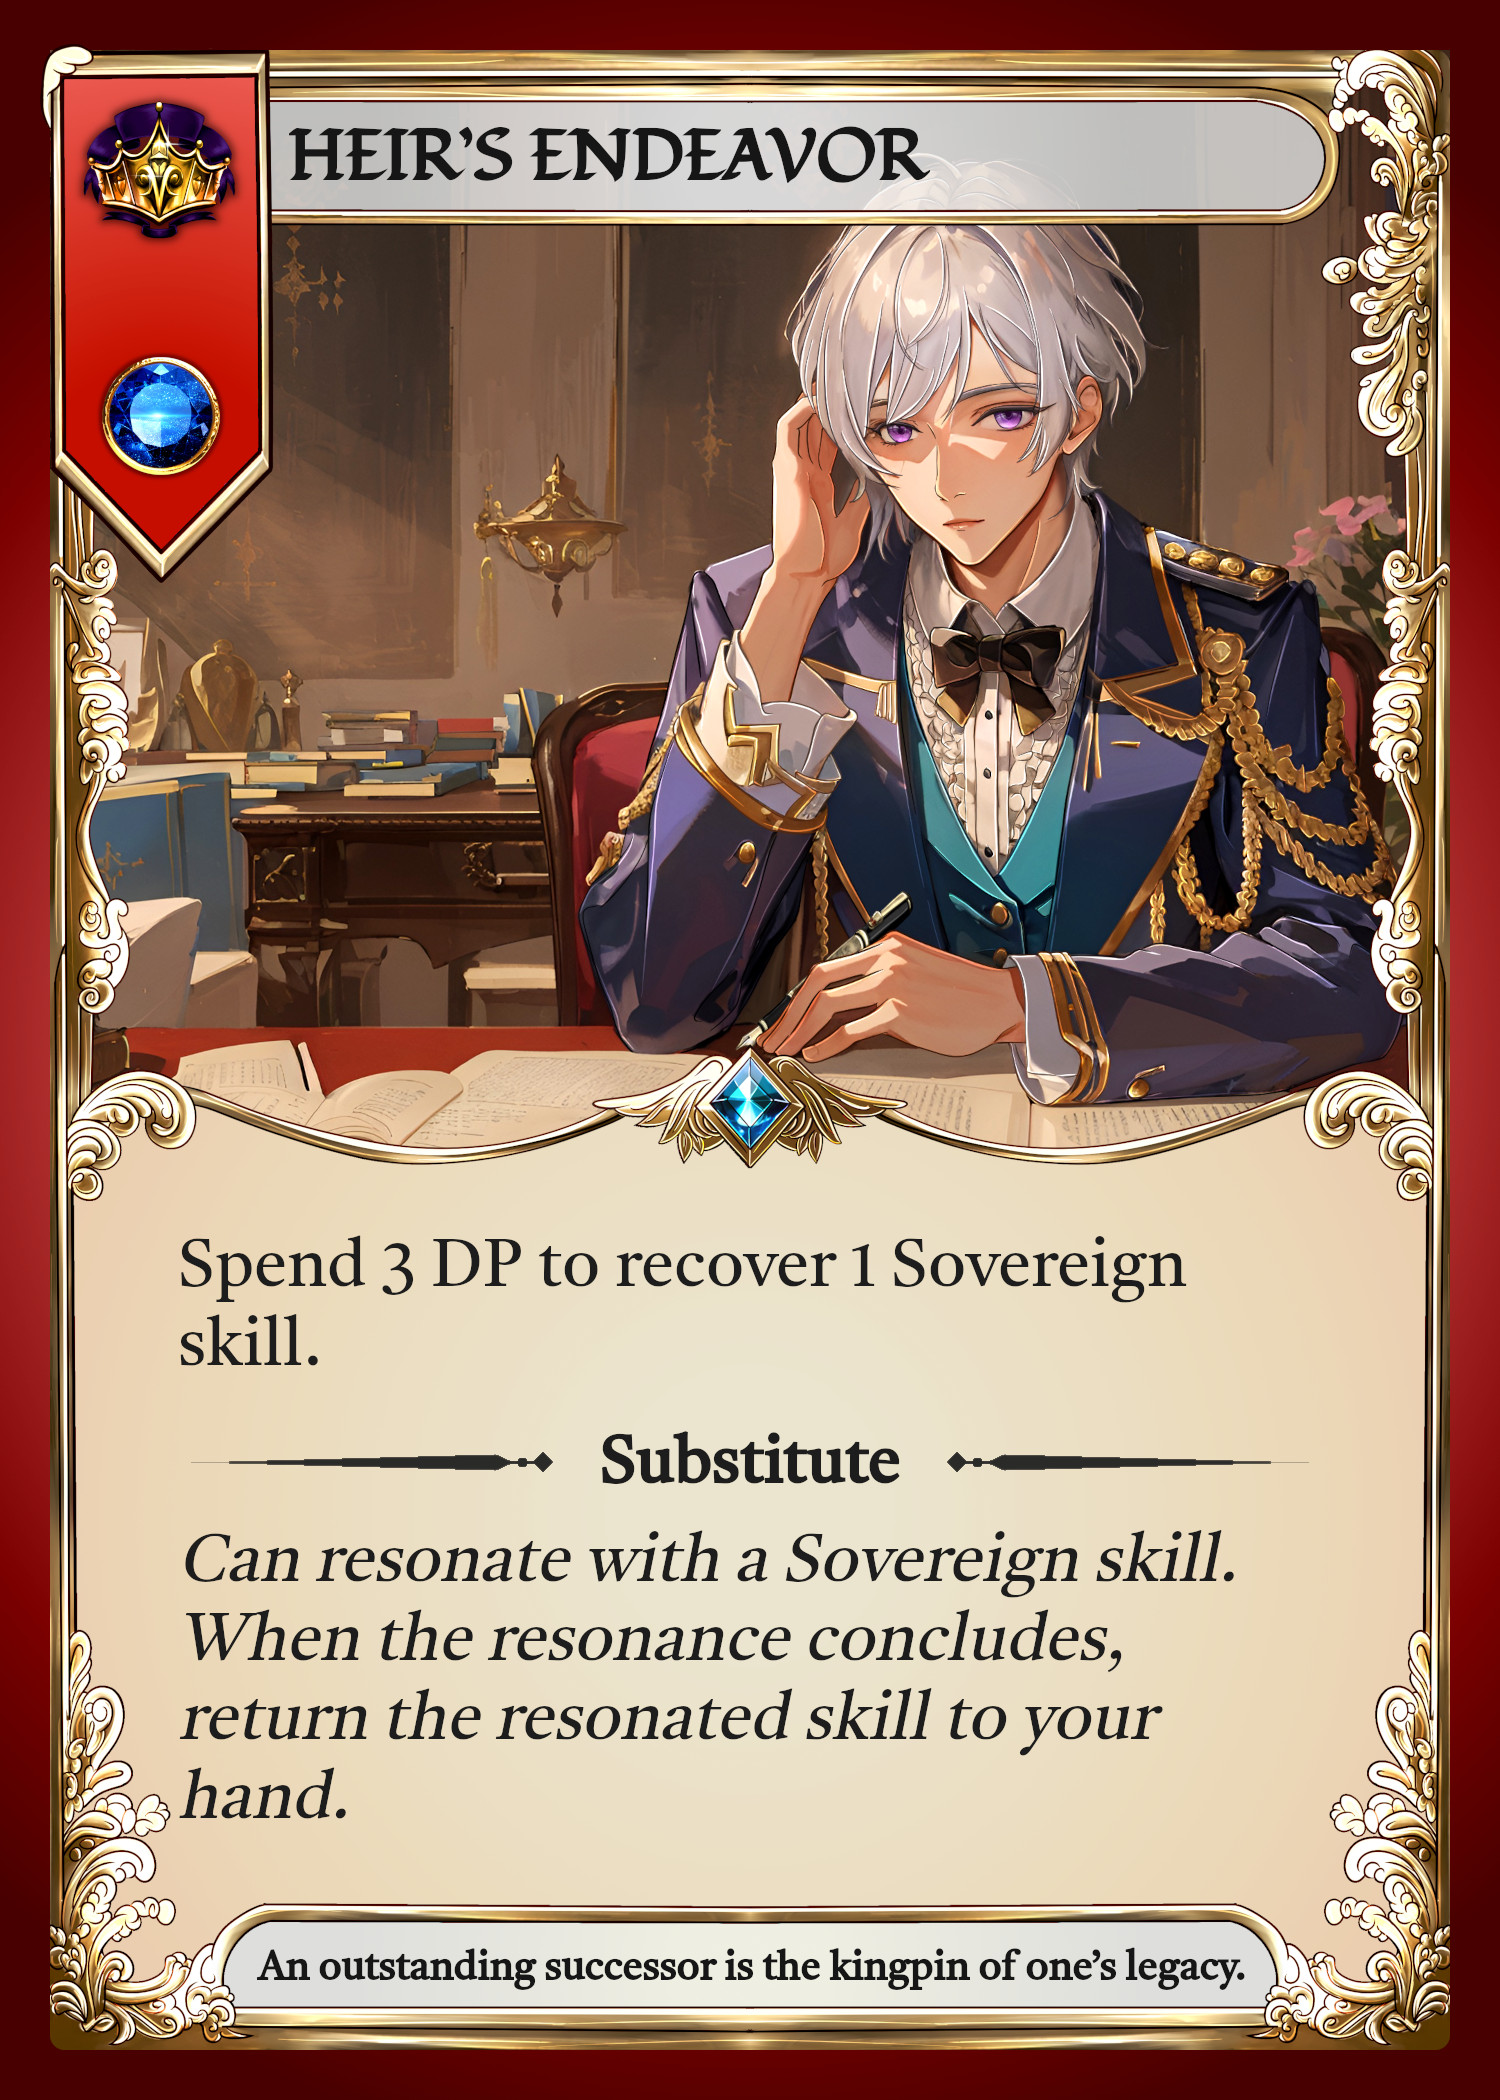 HEIR'S ENDEAVOR
Spend 3 DP to recover 1 Sovereign
skill.
Substitute
Can resonate with a Sovereign skill.
When the resonance concludes,
return the resonated skill to your
hand.
An outstanding successor is the kingpin of one's legacy.